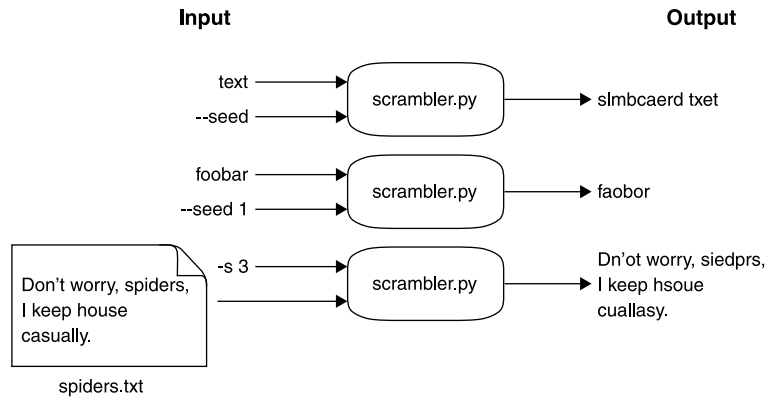 Input
Output
text
--seed
scrambler.py
slmbcaerd txet
foobar
--seed 1
scrambler.py
faobor
-s 3
scrambler.py
Don’t worry, spiders,
I keep house
casually.
spiders.txt
Dn’ot worry, siedprs,
I keep hsoue
cuallasy.